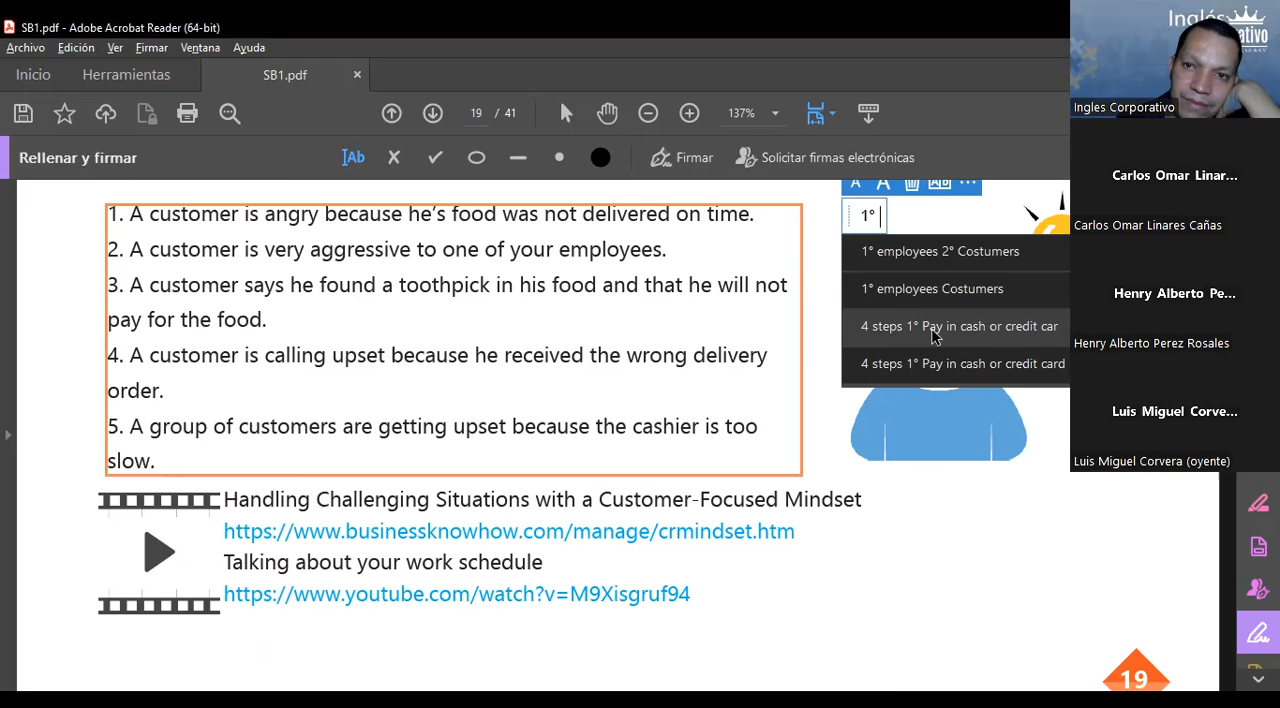 SB1.pdf - Adobe Acrobat Reader (64-bit)
Archivo Edición Ver Firmar Ventana Ayuda
Inicio Herramientas SB1.pdf ×
19 / 41 137%
Rellenar y firmar Ab Firmar Solicitar firmas electrónicas
A A
1°
1° employees 2° Costumers
1° employees Costumers
4 steps 1° Pay in cash or credit car
4 steps 1° Pay in cash or credit card
1. A customer is angry because he’s food was not delivered on time.
2. A customer is very aggressive to one of your employees.
3. A customer says he found a toothpick in his food and that he will not
pay for the food.
4. A customer is calling upset because he received the wrong delivery
order.
5. A group of customers are getting upset because the cashier is too
slow.
Handling Challenging Situations with a Customer-Focused Mindset
https://www.businessknowhow.com/manage/crmindset.htm
Talking about your work schedule
https://www.youtube.com/watch?v=M9Xisgruf94
19
Inglés
Ingles Corporativo
Carlos Omar Linar...
Carlos Omar Linares Cañas
Henry Alberto Pe...
Henry Alberto Perez Rosales
Luis Miguel Corve...
Luis Miguel Corvera (oyente)